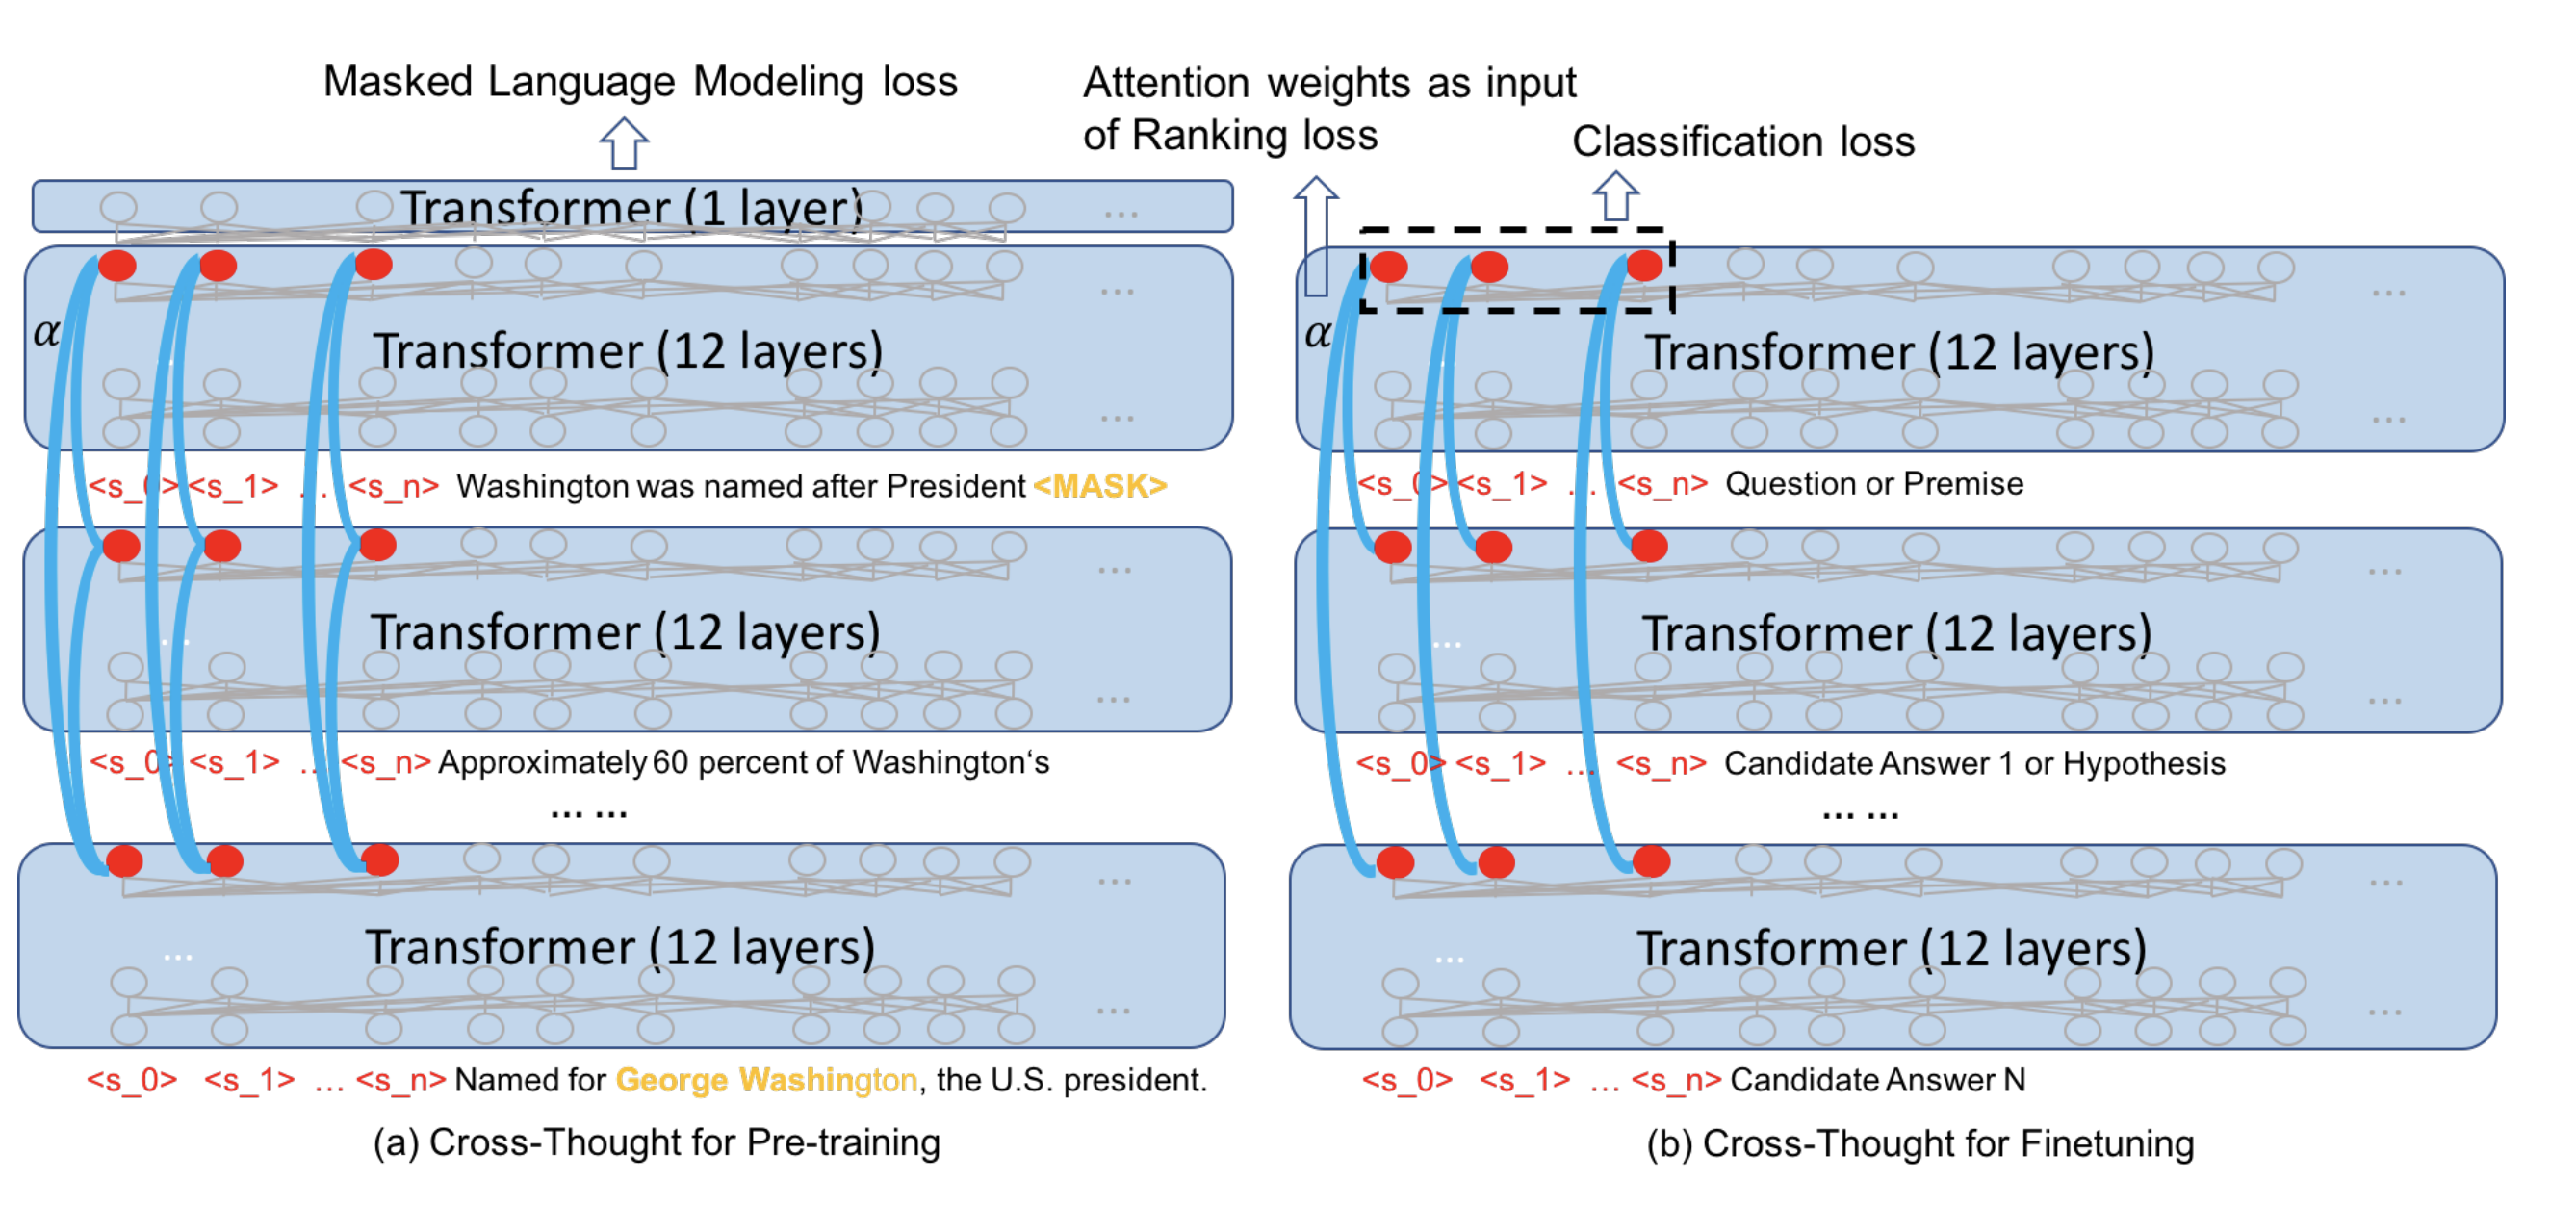 Masked Language Modeling loss
Transformer (1 layer)
...
α
...
Transformer (12 layers)
...
<s_0> <s_1> ... <s_n> Washington was named after President <MASK>
...
Transformer (12 layers)
...
...
<s_0> <s_1> ... <s_n> Approximately 60 percent of Washington‘s
... ...
...
Transformer (12 layers)
...
...
<s_0> <s_1> ... <s_n> Named for George Washington, the U.S. president.
(a) Cross-Thought for Pre-training
Attention weights as input
of Ranking loss
Classification loss
...
α
Transformer (12 layers)
...
<s_0> <s_1> ... <s_n> Question or Premise
...
Transformer (12 layers)
...
...
<s_0> <s_1> ... <s_n> Candidate Answer 1 or Hypothesis
... ...
...
Transformer (12 layers)
...
...
<s_0> <s_1> ... <s_n> Candidate Answer N
(b) Cross-Thought for Finetuning